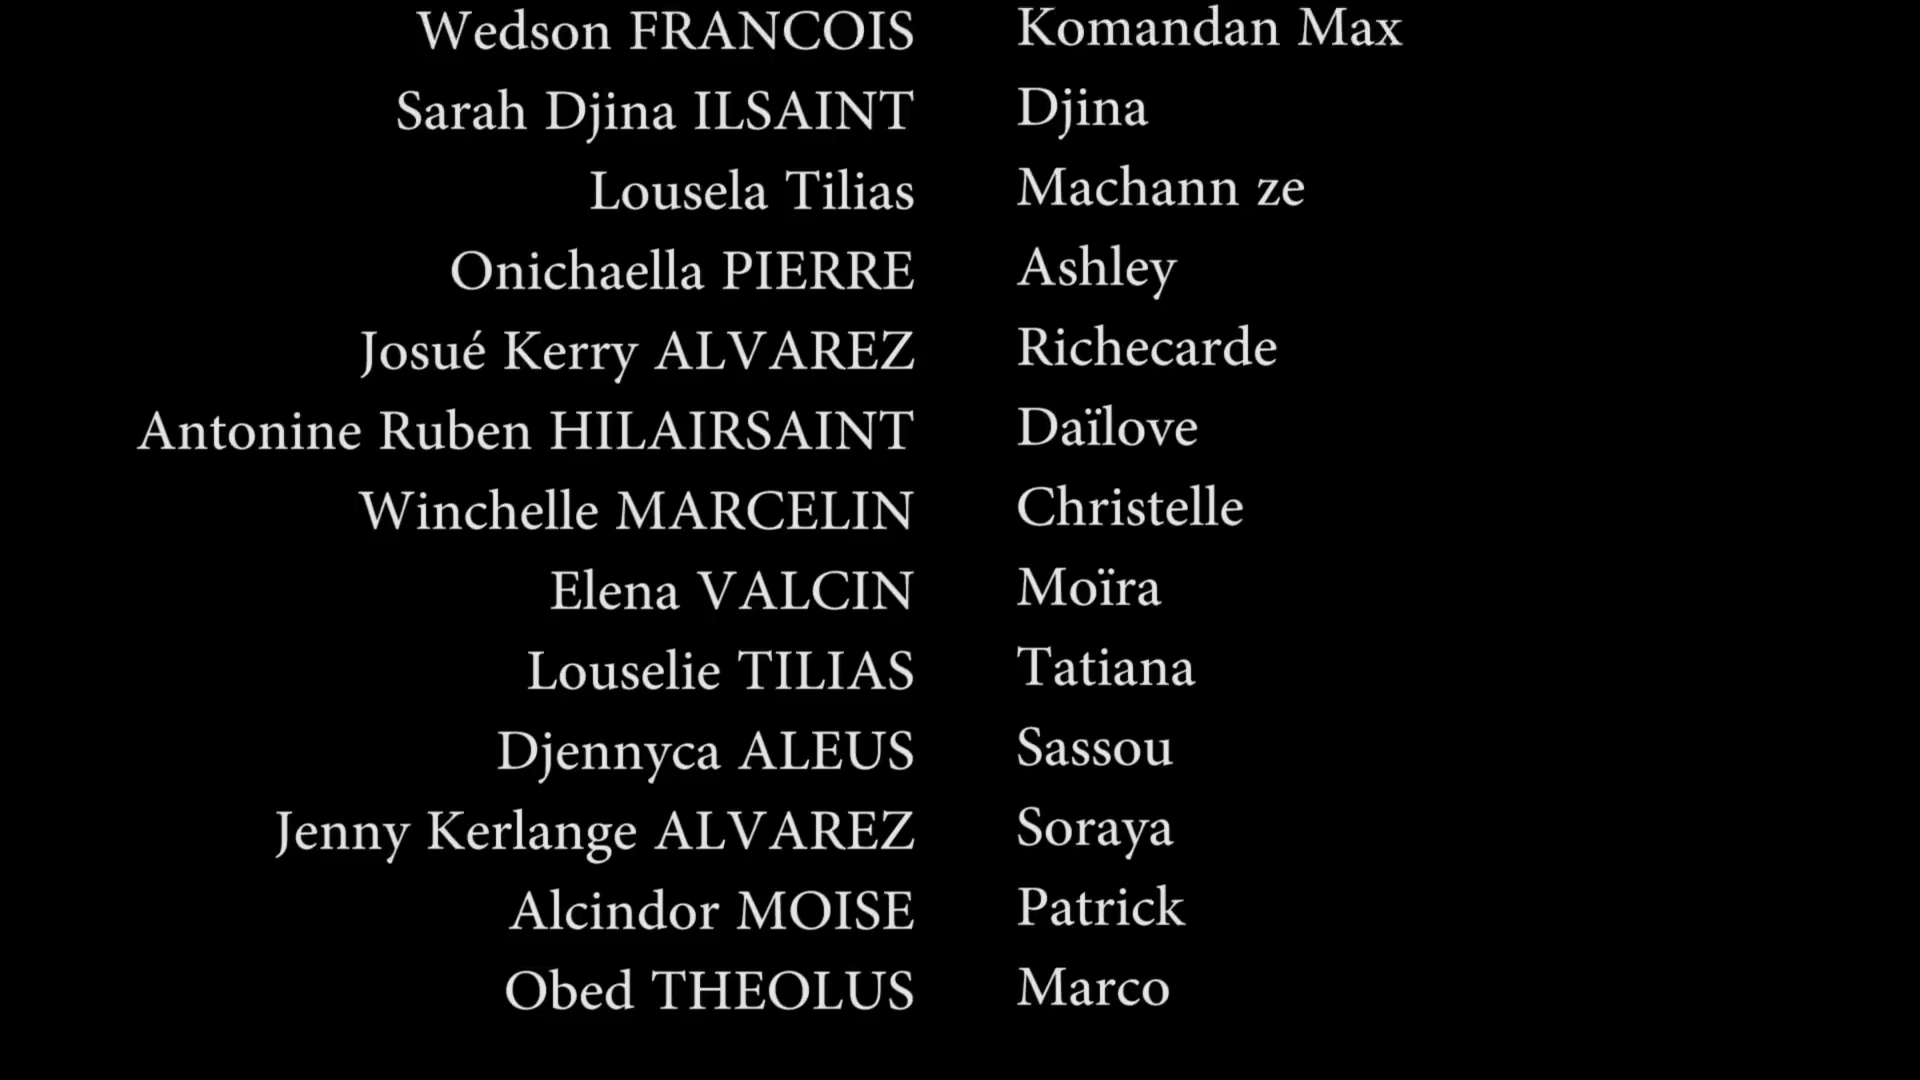 Wedson FRANCOIS Komandan Max
Sarah Djina ILSAINT Djina
Lousela Tilias Machann ze
Onichaella PIERRE Ashley
Josué Kerry ALVAREZ Richecarde
Antonine Ruben HILAIRSAINT Daïlove
Winchelle MARCELIN Christelle
Elena VALCIN Moïra
Louselie TILIAS Tatiana
Djennyca ALEUS Sassou
Jenny Kerlange ALVAREZ Soraya
Alcindor MOISE Patrick
Obed THEOLUS Marco